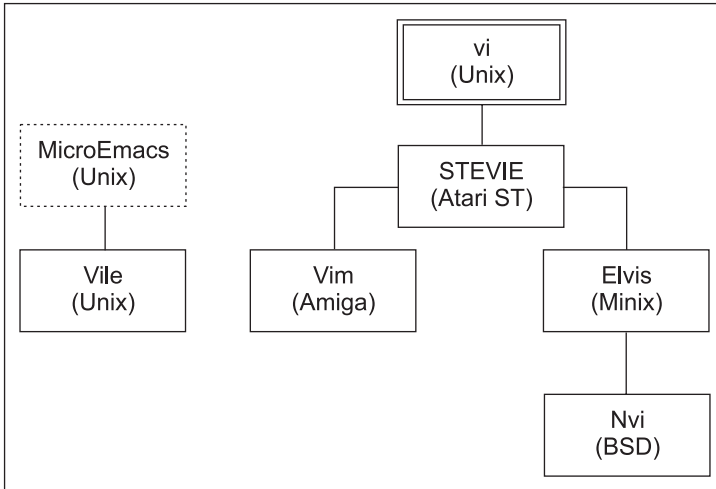 vi
(Unix)
MicroEmacs
(Unix)
STEVIE
(Atari ST)
Vile
(Unix)
Vim
(Amiga)
Elvis
(Minix)
Nvi
(BSD)